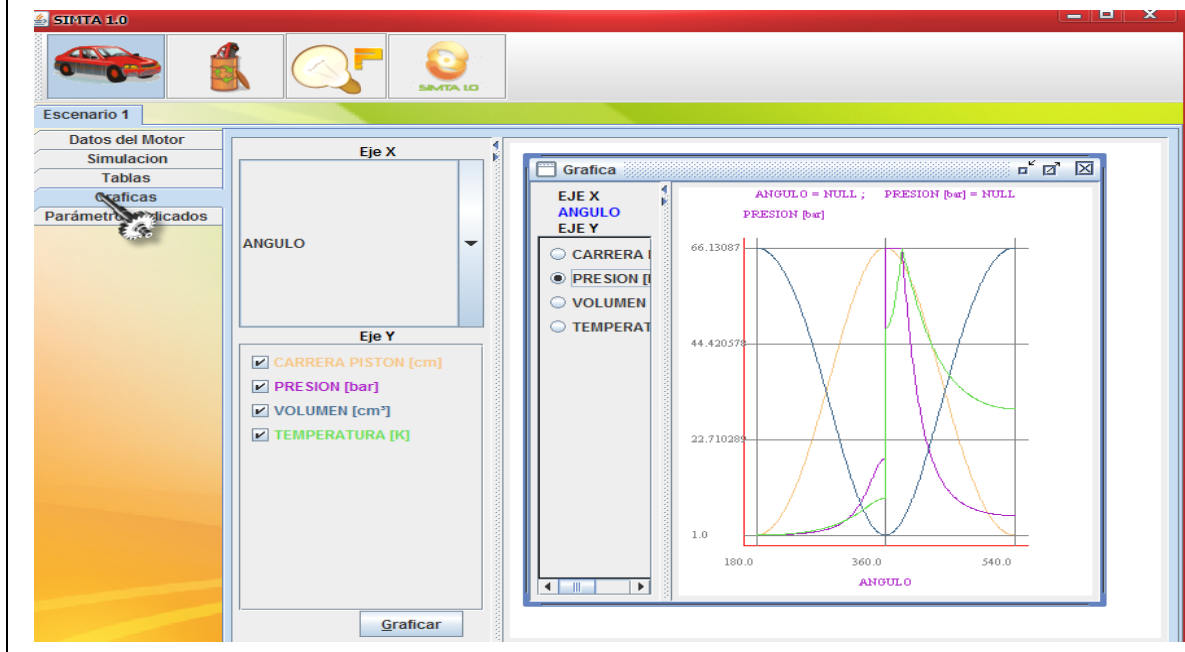 SIMTA 1.0
SIMTA 1.0
Escenario 1
Datos del Motor
Simulacion
Tablas
Graficas
Parámetro licados
Eje X
ANGULO
Eje Y
CARRERA PISTON [cm]
PRESION [bar]
VOLUMEN [cm³]
TEMPERATURA [K]
Graficar
Grafica
EJE X
ANGULO
EJE Y
CARRERA
PRESION [
VOLUMEN
TEMPERAT
ANGULO = NULL ; PRESION [bar] = NULL
PRESION [bar]
66.13087
44.420578
22.710289
1.0
180.0 360.0 540.0
ANGULO